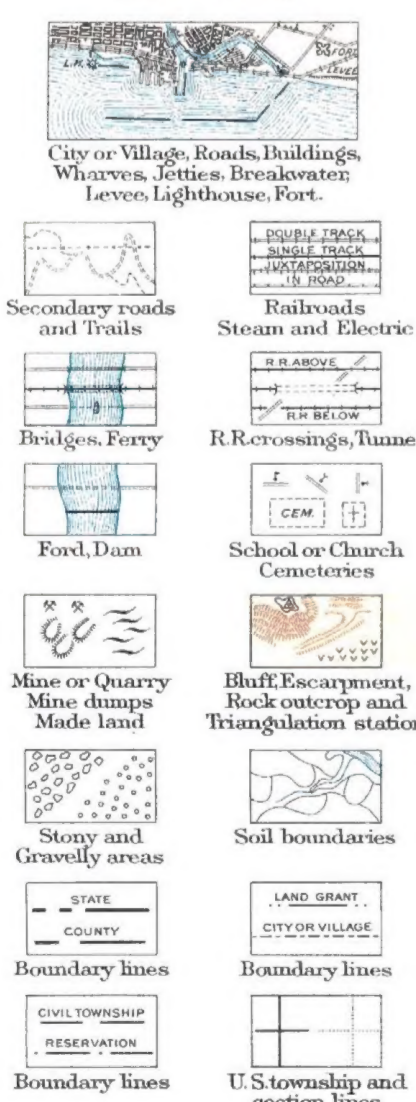 L.H.
FORT
LEVEE
City or Village, Roads, Buildings,
Wharves, Jetties, Breakwater,
Levee, Lighthouse, Fort.
Secondary roads
and Trails
DOUBLE TRACK
SINGLE TRACK
JUXTAPOSITION
IN ROAD
Railroads
Steam and Electric
Bridges, Ferry
R.R. ABOVE
R.R. BELOW
R.R. crossings, Tunne
Ford, Dam
CEM.
School or Church
Cemeteries
Mine or Quarry
Mine dumps
Made land
Bluff, Escarpment,
Rock outcrop and
Triangulation station
Stony and
Gravelly areas
Soil boundaries
STATE
COUNTY
Boundary lines
LAND GRANT
CITY OR VILLAGE
Boundary lines
CIVIL TOWNSHIP
RESERVATION
Boundary lines
U.S. township and
section lines